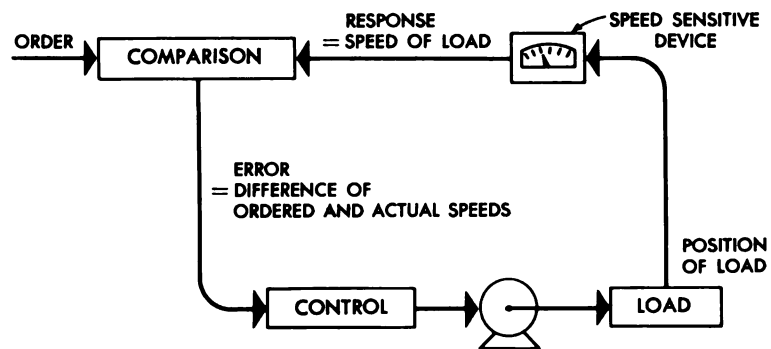 ORDER
COMPARISON
RESPONSE
= SPEED OF LOAD
SPEED SENSITIVE
DEVICE
ERROR
= DIFFERENCE OF
ORDERED AND ACTUAL SPEEDS
POSITION
OF LOAD
CONTROL
LOAD